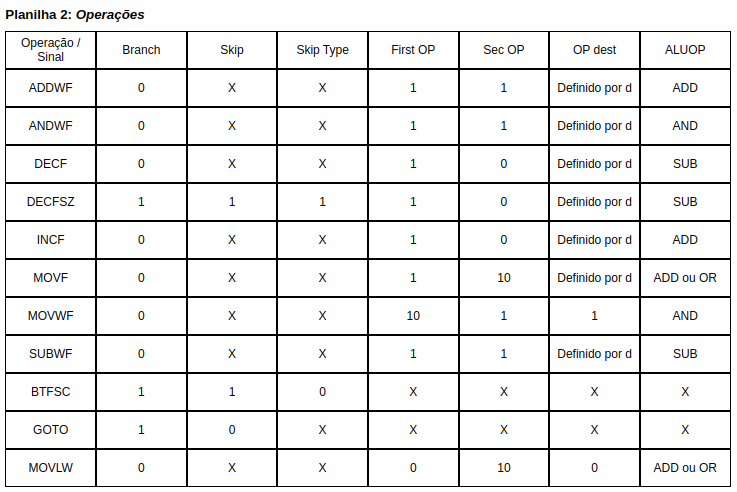 Planilha 2: Operações
Operação / Sinal Branch Skip Skip Type First OP Sec OP OP dest ALUOP
ADDWF 0 X X 1 1 Definido por d ADD
ANDWF 0 X X 1 1 Definido por d AND
DECF 0 X X 1 0 Definido por d SUB
DECFSZ 1 1 1 1 0 Definido por d SUB
INCF 0 X X 1 0 Definido por d ADD
MOVF 0 X X 1 10 Definido por d ADD ou OR
MOVWF 0 X X 10 1 1 AND
SUBWF 0 X X 1 1 Definido por d SUB
BTFSC 1 1 0 X X X X
GOTO 1 0 X X X X X
MOVLW 0 X X 0 10 0 ADD ou OR